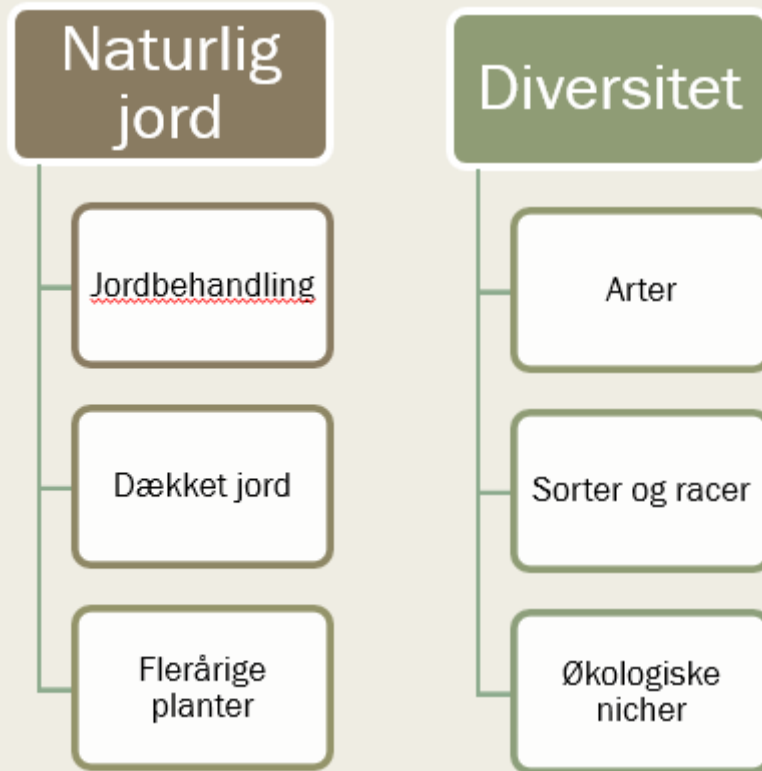 Naturlig
jord
Jordbehandling
Dækket jord
Flerårige
planter
Diversitet
Arter
Sorter og racer
Økologiske
nicher